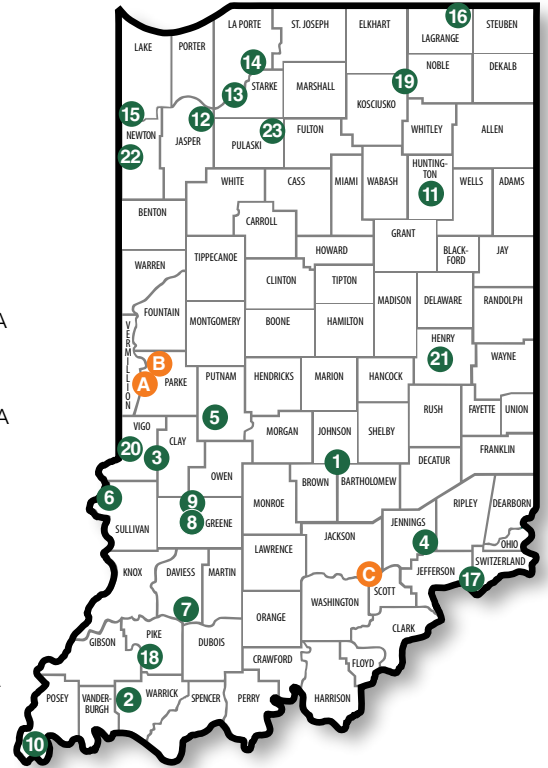 16
LA PORTE ST. JOSEPH ELKHART LAGRANGE STEUBEN
LAKE PORTER
14 NOBLE DEKALB
13 STARKE MARSHALL 19
KOSCIUSKO
15 12 23 FULTON
NEWTON JASPER PULASKI WHITLEY ALLEN
22
WHITE CASS MIAMI WABASH HUNTING-
TON WELLS ADAMS
11
BENTON CARROLL
GRANT
WARREN TIPPECANOE HOWARD BLACK-
FORD JAY
CLINTON TIPTON
MADISON DELAWARE RANDOLPH
A
FOUNTAIN
VERMILLION MONTGOMERY BOONE HAMILTON
HENRY
21 WAYNE
B
A PARKE PUTNAM HENDRICKS MARION HANCOCK
A
5 RUSH FAYETTE UNION
VIGO CLAY MORGAN JOHNSON SHELBY
20 3 1 DECATUR FRANKLIN
OWEN
6 9 BROWN BARTHOLOMEW
8 GREENE MONROE RIPLEY DEARBORN
SULLIVAN JENNINGS
JACKSON 4 OHIO
LAWRENCE SWITZERLAND
KNOX DAVIESS MARTIN C JEFFERSON 17
SCOTT
7 WASHINGTON
ORANGE
PIKE CLARK
GIBSON DUBOIS
18 CRAWFORD FLOYD
POSEY VANDER-
BURGH 2 WARRICK SPENCER PERRY HARRISON
10